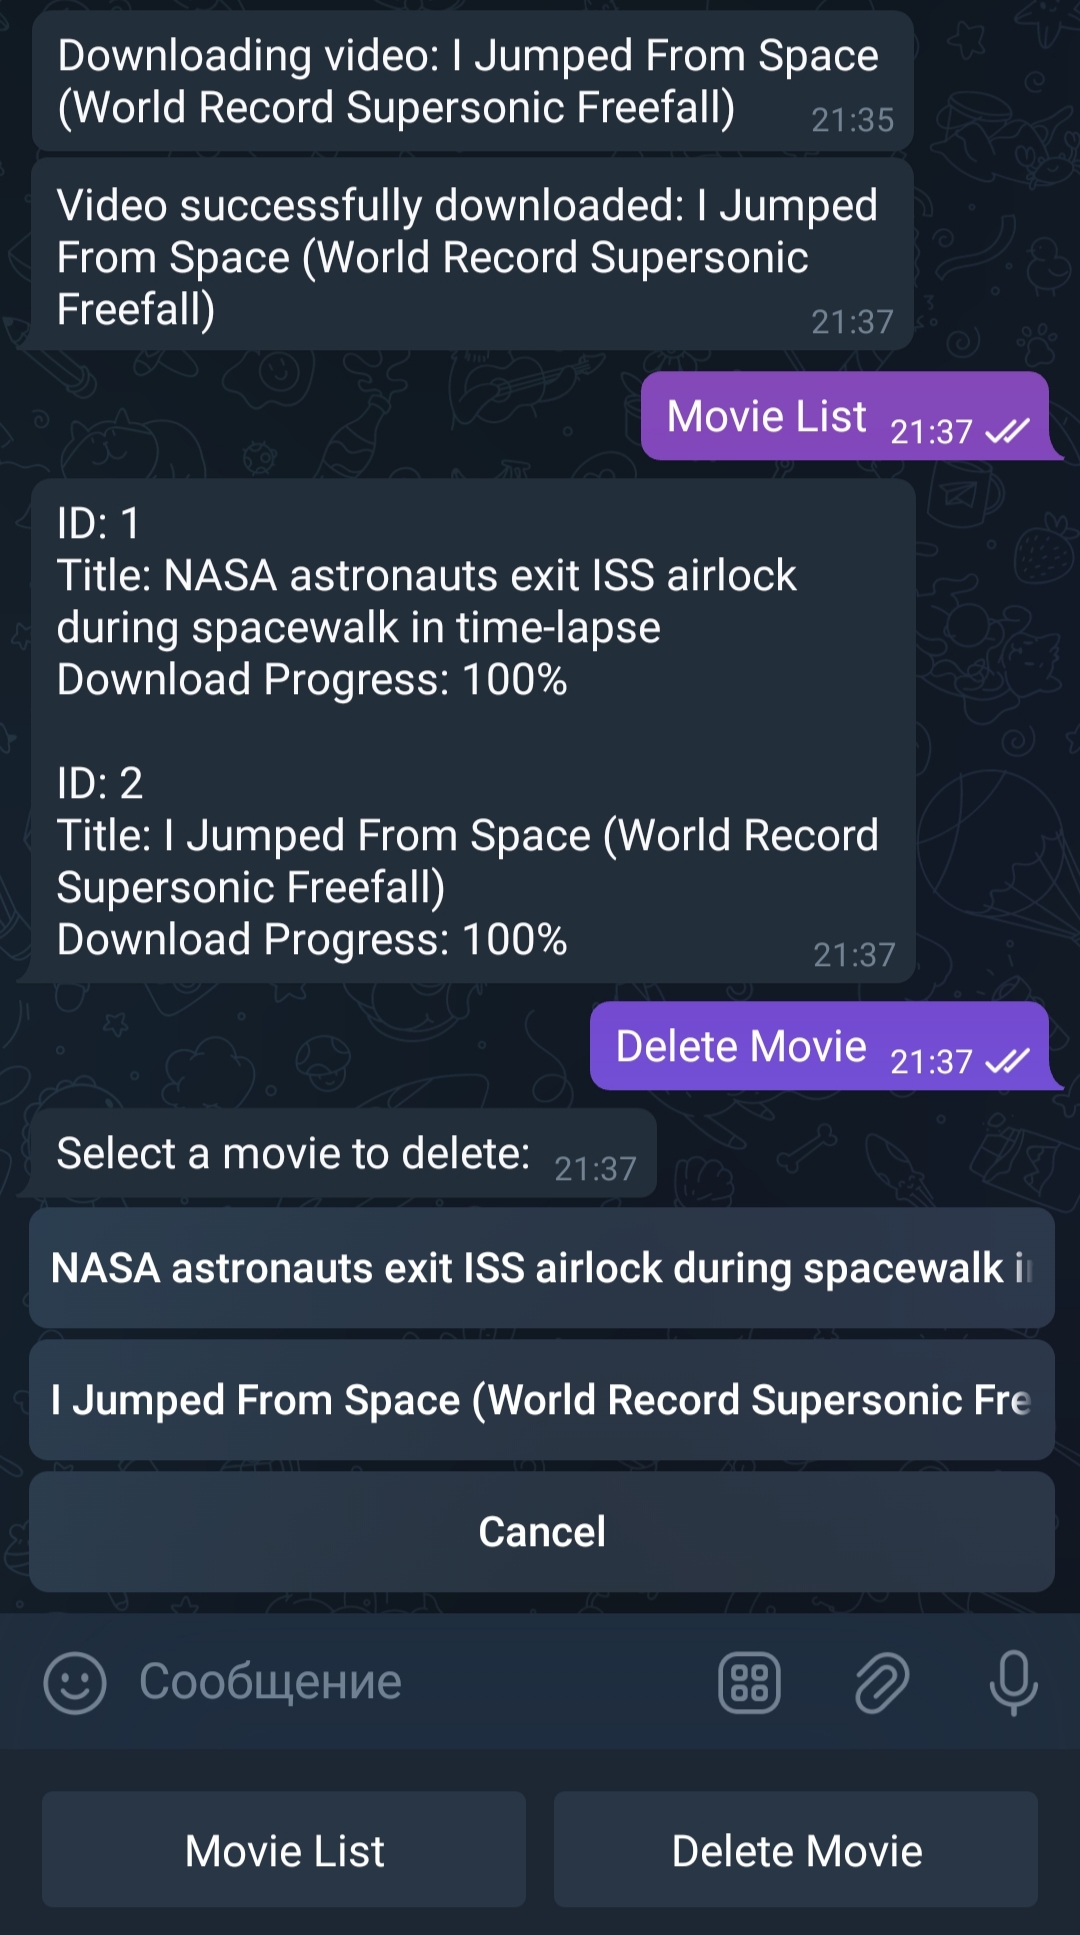 Downloading video: I Jumped From Space
(World Record Supersonic Freefall)
21:35
Video successfully downloaded: I Jumped
From Space (World Record Supersonic
Freefall)
21:37
Movie List 21:37
ID: 1
Title: NASA astronauts exit ISS airlock
during spacewalk in time-lapse
Download Progress: 100%
ID: 2
Title: I Jumped From Space (World Record
Supersonic Freefall)
Download Progress: 100%
21:37
Delete Movie 21:37
Select a movie to delete: 21:37
NASA astronauts exit ISS airlock during spacewalk
I Jumped From Space (World Record Supersonic Fre
Cancel
Сообщение
Movie List
Delete Movie